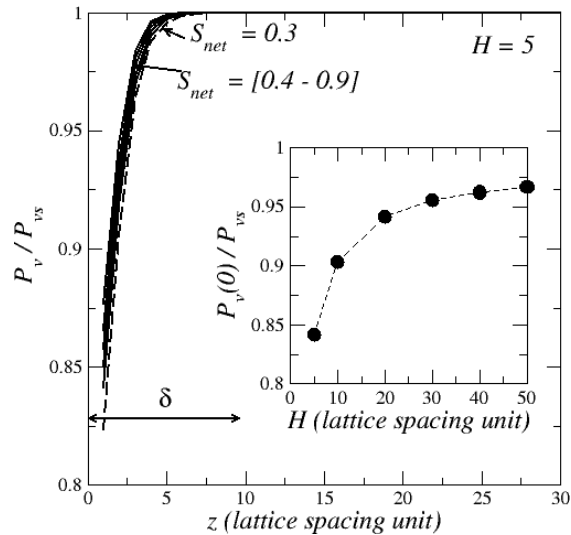 1
0.95
0.9
0.85
0.8
P_v / P_vs
S_net = 0.3
H = 5
S_net = [0.4 - 0.9]
1
0.95
0.9
0.85
0.8
P_v(0) / P_vs
0 10 20 30 40 50
H (lattice spacing unit)
δ
0 5 10 15 20 25 30
z (lattice spacing unit)